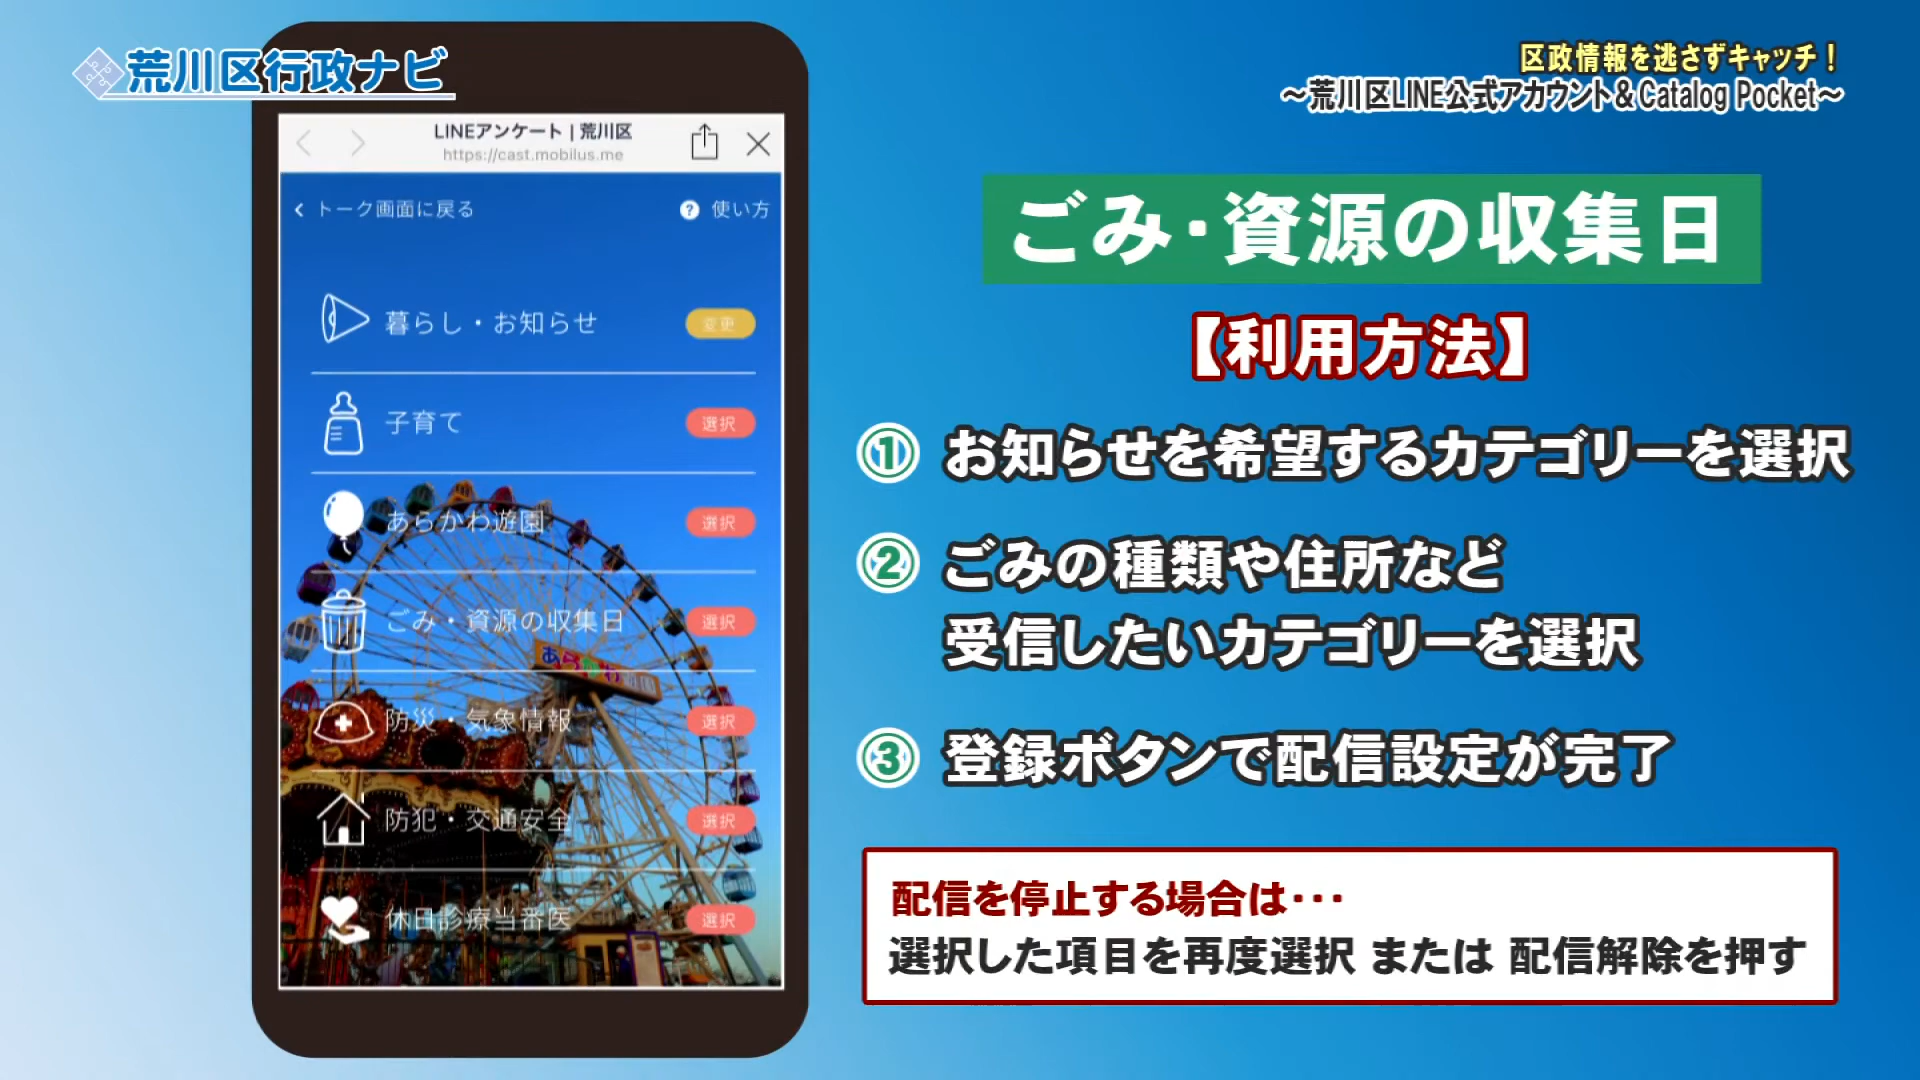 荒川区行政ナビ
区政情報を逃さずキャッチ！
～荒川区LINE公式アカウント＆Catalog Pocket～
LINEアンケート | 荒川区
https://cast.mobilus.me
トーク画面に戻る
? 使い方
暮らし・お知らせ 変更
子育て 選択
あらかわ遊園 選択
ごみ・資源の収集日 選択
あらかわ遊園
防災・気象情報 選択
防犯・交通安全 選択
休日診療当番医 選択
ごみ・資源の収集日
【利用方法】
① お知らせを希望するカテゴリーを選択
② ごみの種類や住所など
受信したいカテゴリーを選択
③ 登録ボタンで配信設定が完了
配信を停止する場合は・・・
選択した項目を再度選択 または 配信解除を押す